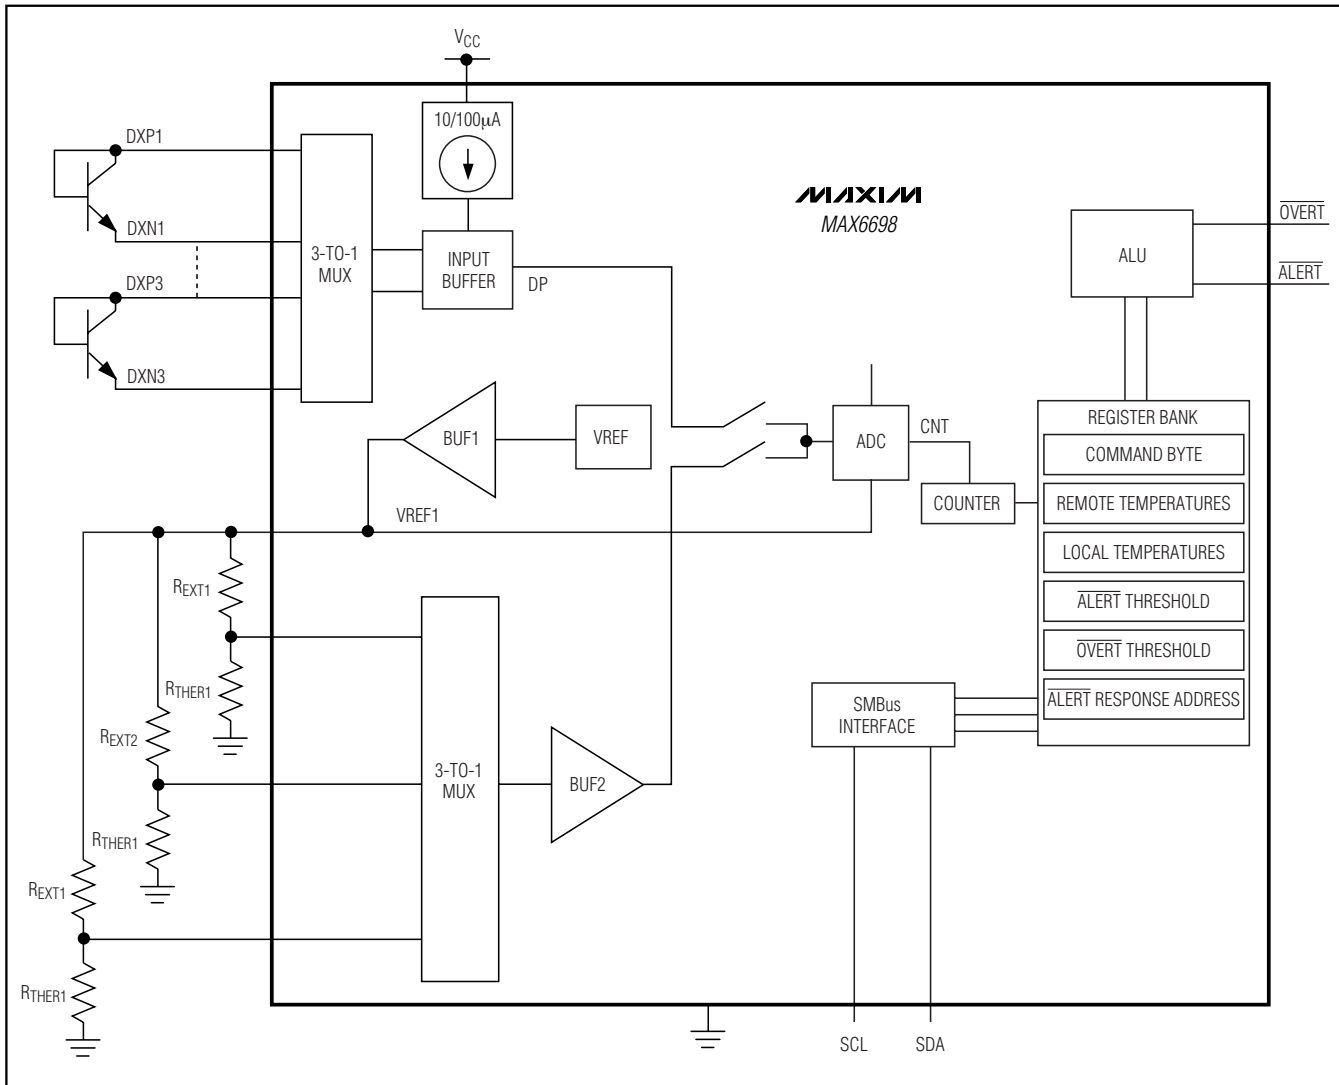 VCC
10/100µA
DXP1
DXN1
DXP3
DXN3
3-TO-1
MUX
INPUT
BUFFER
DP
MAXIM
MAX6698
ALU
OVERT
ALERT
BUF1
VREF
ADC
CNT
COUNTER
VREF1
REGISTER BANK
COMMAND BYTE
REMOTE TEMPERATURES
LOCAL TEMPERATURES
ALERT THRESHOLD
OVERT THRESHOLD
ALERT RESPONSE ADDRESS
REXT1
RTHER1
REXT2
RTHER1
REXT1
RTHER1
3-TO-1
MUX
BUF2
SMBus
INTERFACE
SCL
SDA